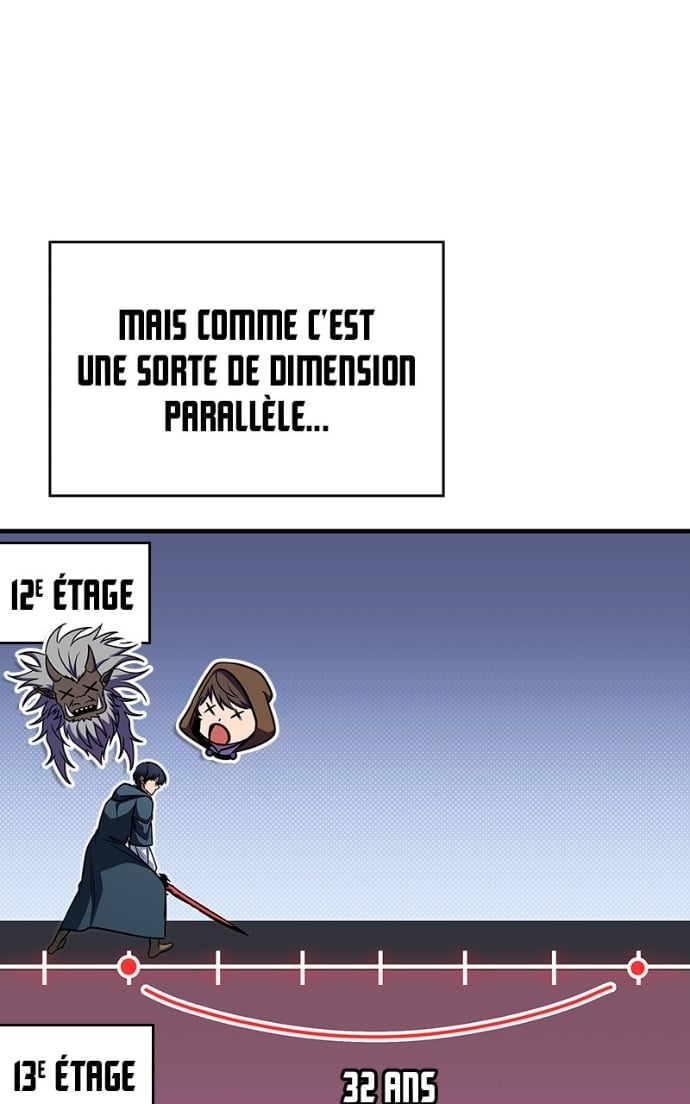 MAIS COMME C'EST
UNE SORTE DE DIMENSION
PARALLÈLE...
12E ÉTAGE
13E ÉTAGE
32 ANS